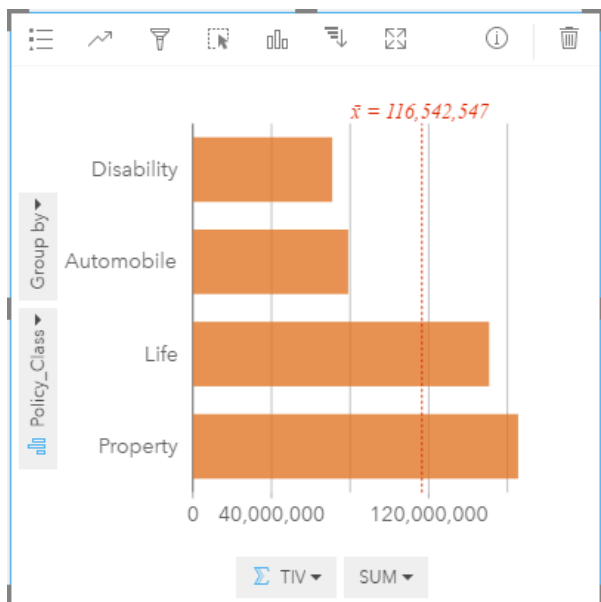 x̄ = 116,542,547
Disability
Automobile
Life
Property
Group by
Policy_Class
0 40,000,000 120,000,000
TIV SUM